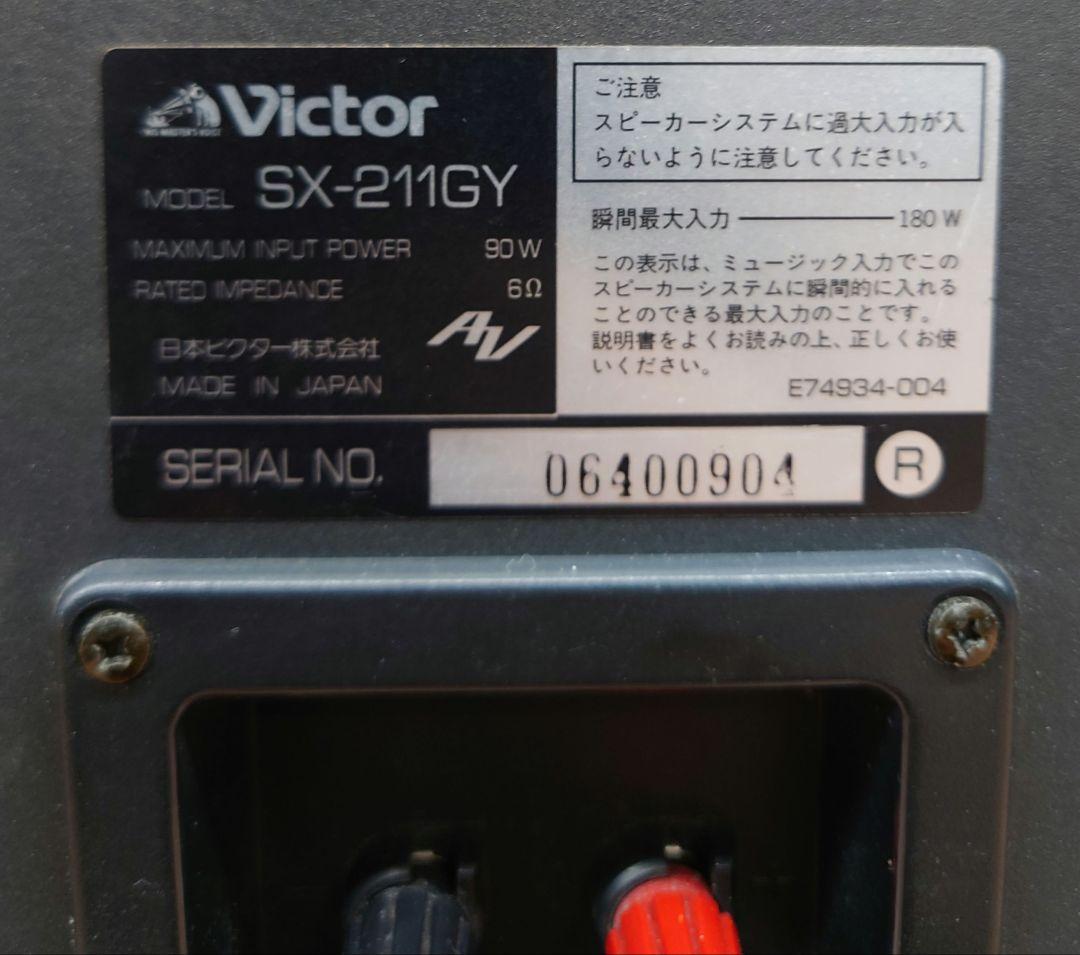 HIS MASTER'S VOICE
Victor
MODEL SX-211GY
MAXIMUM INPUT POWER 90W
RATED IMPEDANCE 6Ω
日本ビクター株式会社
AV
MADE IN JAPAN
ご注意
スピーカーシステムに過大入力が入
らないように注意してください。
瞬間最大入力 180W
この表示は、ミュージック入力でこの
スピーカーシステムに瞬間的に入れる
ことのできる最大入力のことです。
説明書をよくお読みの上、正しくお使
いください。
E74934-004
SERIAL NO. 06400904 R